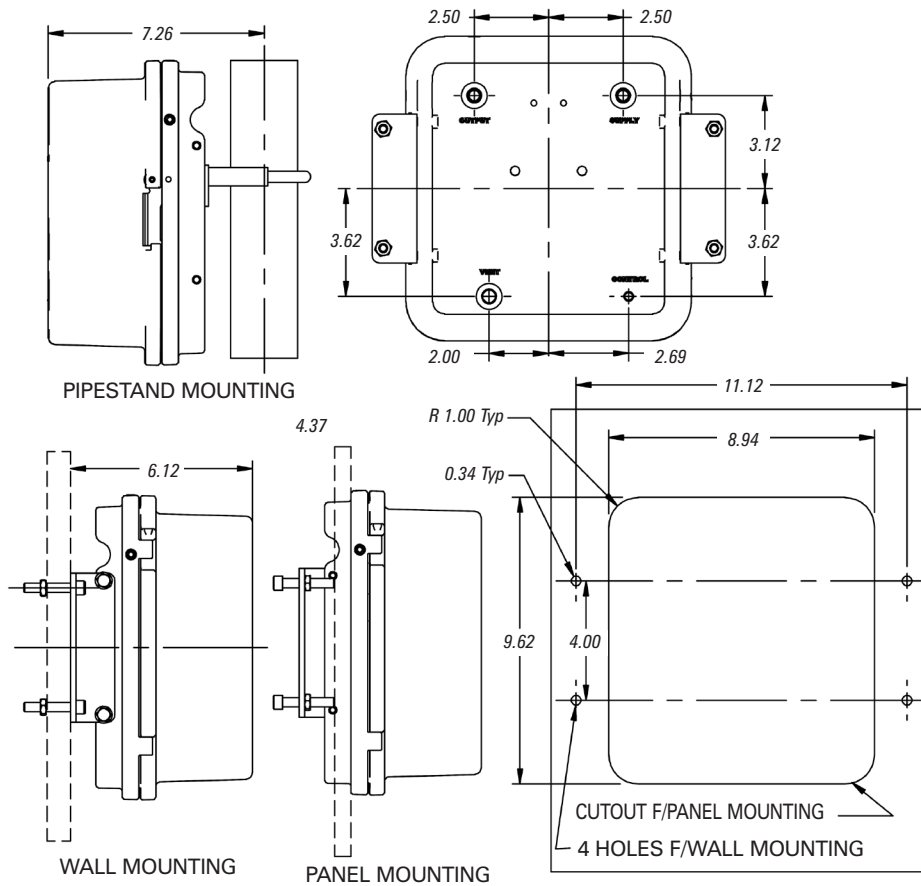 7.26
3.62
PIPESTAND MOUNTING
2.50
2.50
OUTPUT
SUPPLY
3.12
3.62
VENT
CONTROL
2.00
2.69
6.12
WALL MOUNTING
4.37
PANEL MOUNTING
11.12
R 1.00 Typ
8.94
0.34 Typ
9.62
4.00
CUTOUT F/PANEL MOUNTING
4 HOLES F/WALL MOUNTING